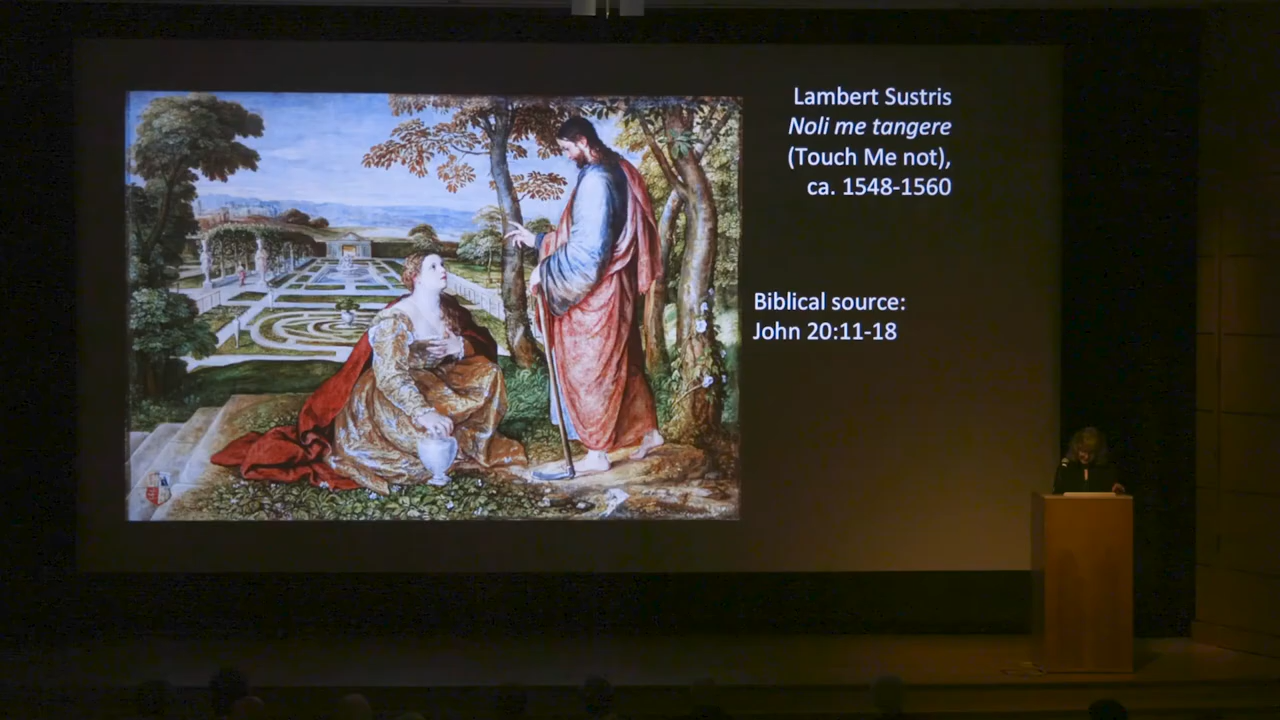 Lambert Sustris
Noli me tangere
(Touch Me not),
ca. 1548-1560
Biblical source:
John 20:11-18